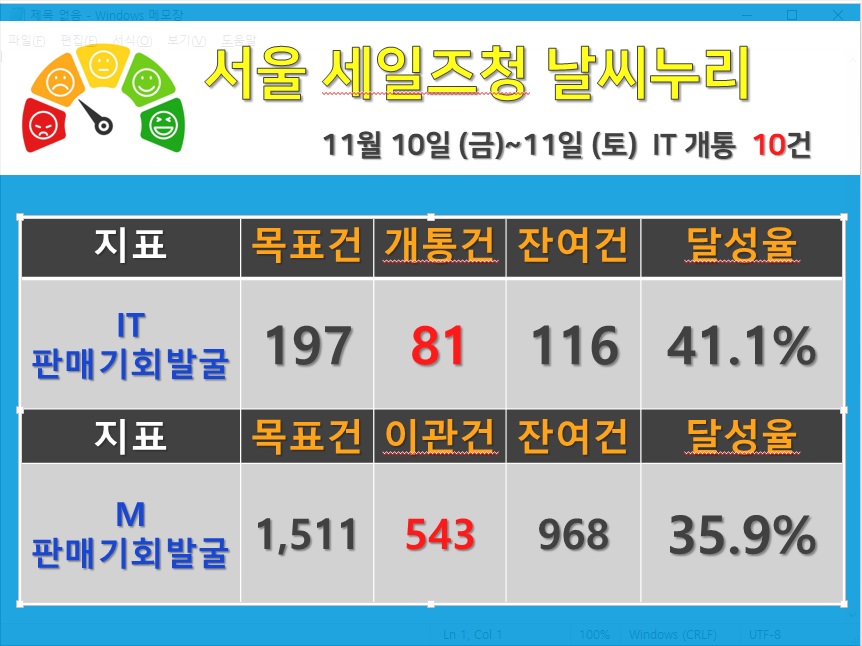 제목 없음 - Windows 메모장
파일(F) 편집(E) 서식(O) 보기(V) 도움말
서울 세일즈청 날씨누리
11월 10일 (금)~11일 (토) IT 개통 10건
지표 목표건 개통건 잔여건 달성율
IT
판매기회발굴 197 81 116 41.1%
지표 목표건 이관건 잔여건 달성율
M
판매기회발굴 1,511 543 968 35.9%
Ln 1, Col 1 100% Windows (CRLF) UTF-8